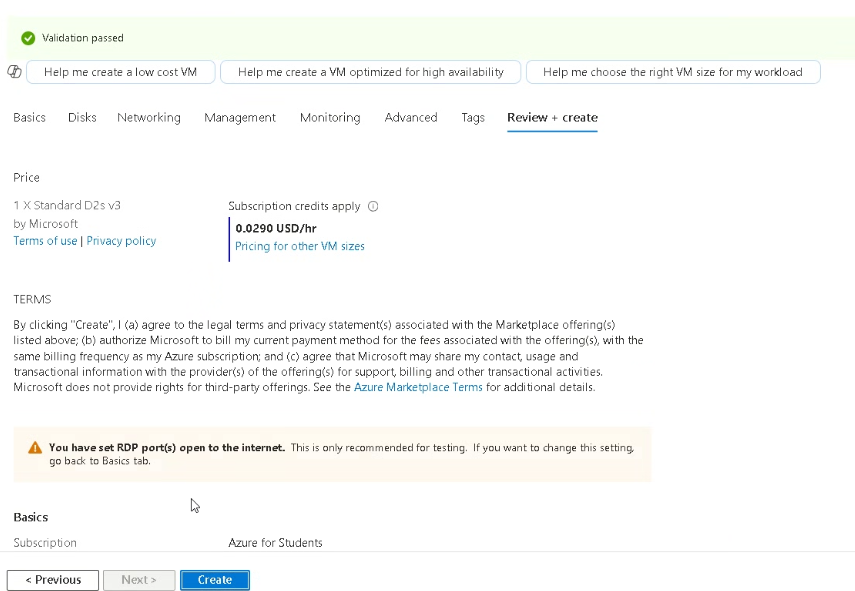 Validation passed
Help me create a low cost VM
Help me create a VM optimized for high availability
Help me choose the right VM size for my workload
Basics
Disks
Networking
Management
Monitoring
Advanced
Tags
Review + create
Price
1 X Standard D2s v3
by Microsoft
Terms of use | Privacy policy
Subscription credits apply
0.0290 USD/hr
Pricing for other VM sizes
TERMS
By clicking "Create", I (a) agree to the legal terms and privacy statement(s) associated with the Marketplace offering(s)
listed above; (b) authorize Microsoft to bill my current payment method for the fees associated with the offering(s), with the
same billing frequency as my Azure subscription; and (c) agree that Microsoft may share my contact, usage and
transactional information with the provider(s) of the offering(s) for support, billing and other transactional activities.
Microsoft does not provide rights for third-party offerings. See the Azure Marketplace Terms for additional details.
You have set RDP port(s) open to the internet. This is only recommended for testing. If you want to change this setting,
go back to Basics tab.
Basics
Subscription
Azure for Students
< Previous
Next >
Create